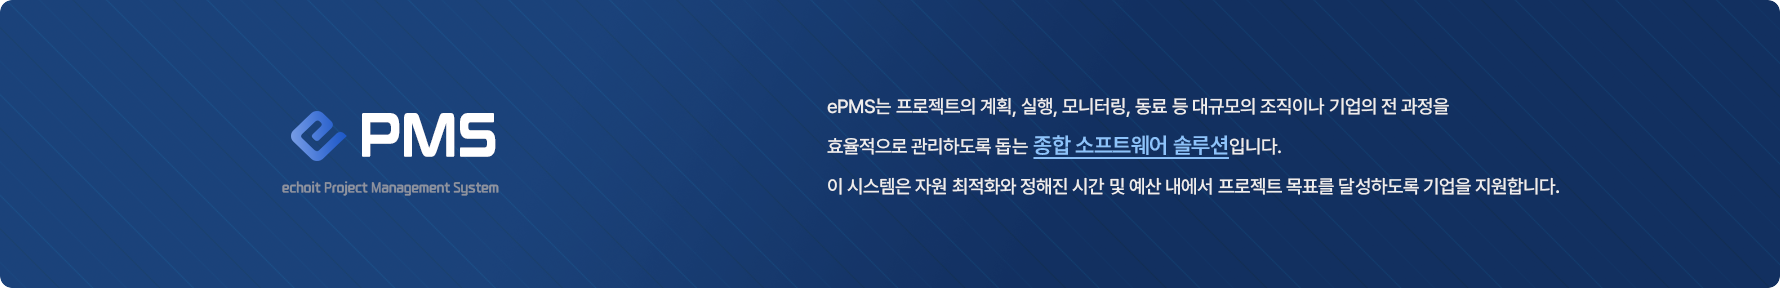 ePMS
echoit Project Management System
ePMS는 프로젝트의 계획, 실행, 모니터링, 동료 등 대규모의 조직이나 기업의 전 과정을
효율적으로 관리하도록 돕는 종합 소프트웨어 솔루션입니다.
이 시스템은 자원 최적화와 정해진 시간 및 예산 내에서 프로젝트 목표를 달성하도록 기업을 지원합니다.